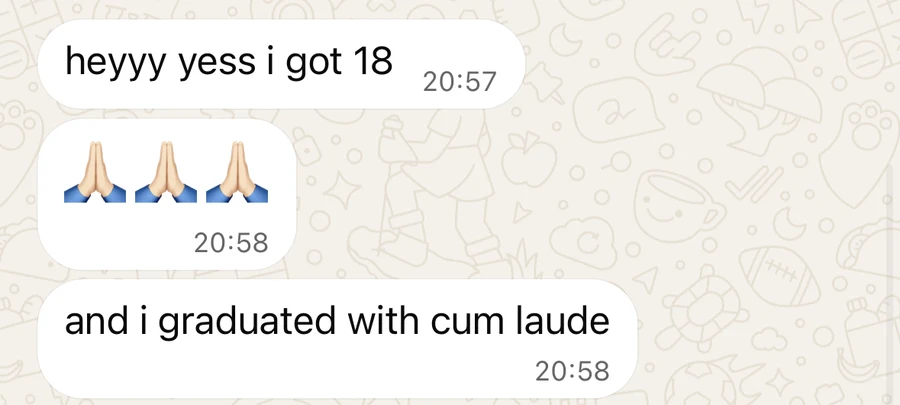 heyyy yess i got 18
20:57
🙏🏻🙏🏻🙏🏻
20:58
and i graduated with cum laude
20:58